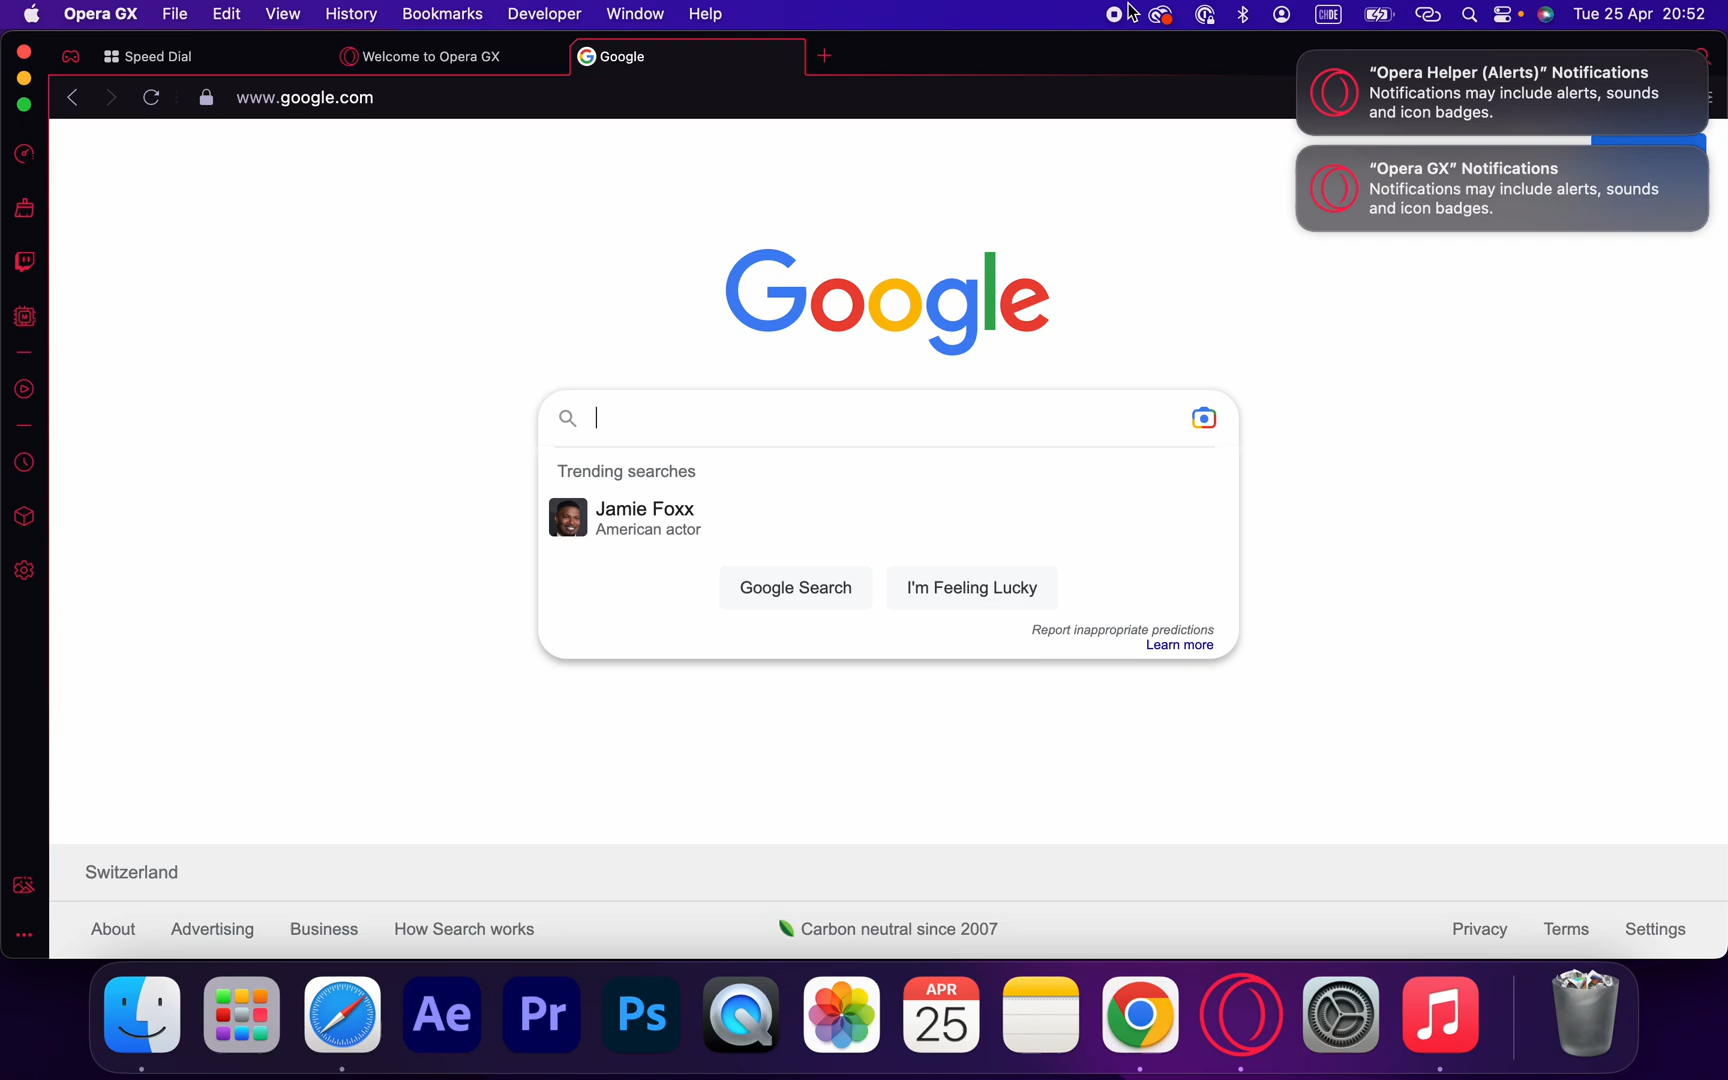 Opera GX File Edit View History Bookmarks Developer Window Help CHDE Tue 25 Apr 20:52
Speed Dial Welcome to Opera GX Google
www.google.com
“Opera Helper (Alerts)” Notifications
Notifications may include alerts, sounds
and icon badges.
“Opera GX” Notifications
Notifications may include alerts, sounds
and icon badges.
Google
Trending searches
Jamie Foxx
American actor
Google Search I'm Feeling Lucky
Report inappropriate predictions
Learn more
Switzerland
About Advertising Business How Search works Carbon neutral since 2007 Privacy Terms Settings
Ae Pr Ps APR
25